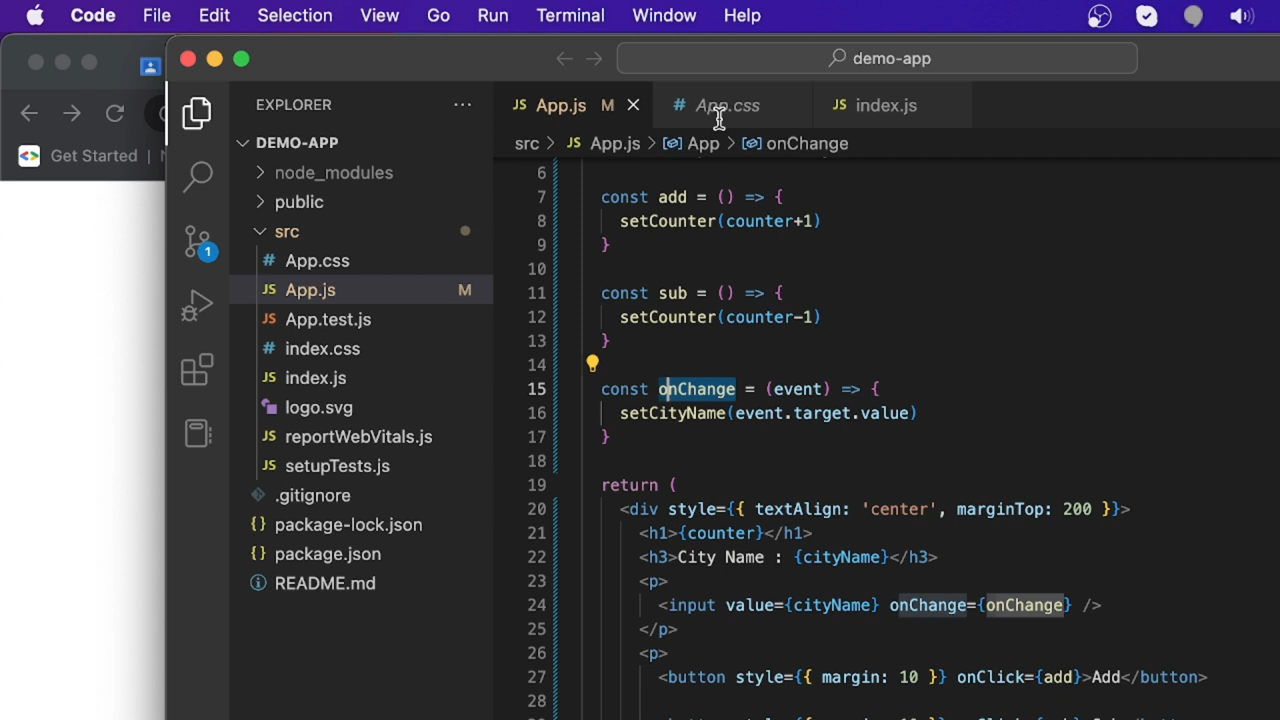 Code File Edit Selection View Go Run Terminal Window Help
demo-app
EXPLORER
JS App.js M
# App.css
JS index.js
Get Started
DEMO-APP
src > JS App.js > App > onChange
node_modules
public
src
# App.css
JS App.js M
JS App.test.js
# index.css
JS index.js
logo.svg
JS reportWebVitals.js
JS setupTests.js
.gitignore
{} package-lock.json
{} package.json
README.md
1
6
7 const add = () => {
8 setCounter(counter+1)
9 }
10
11 const sub = () => {
12 setCounter(counter-1)
13 }
14
15 const onChange = (event) => {
16 setCityName(event.target.value)
17 }
18
19 return (
20 <div style={{ textAlign: 'center', marginTop: 200 }}>
21 <h1>{counter}</h1>
22 <h3>City Name : {cityName}</h3>
23 <p>
24 <input value={cityName} onChange={onChange} />
25 </p>
26 <p>
27 <button style={{ margin: 10 }} onClick={add}>Add</button>
28